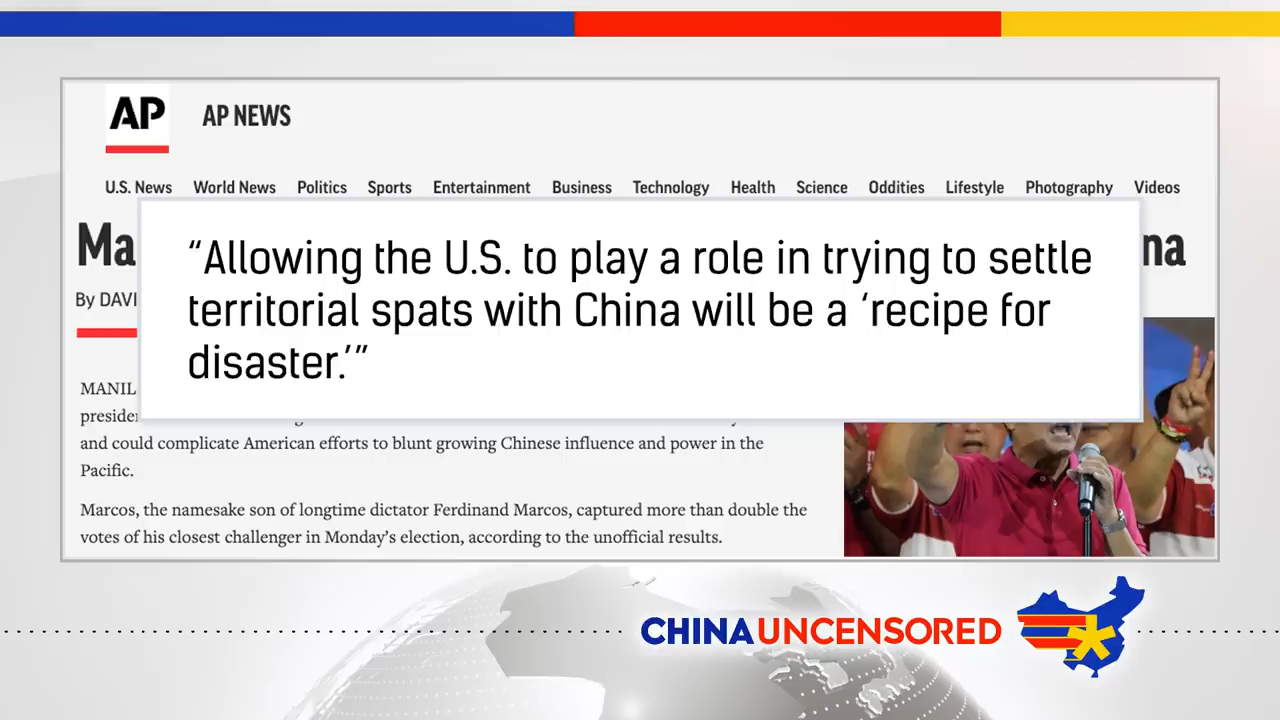 AP
AP NEWS
U.S. News World News Politics Sports Entertainment Business Technology Health Science Oddities Lifestyle Photography Videos
“Allowing the U.S. to play a role in trying to settle
territorial spats with China will be a ‘recipe for
disaster.’”
By
and could complicate American efforts to blunt growing Chinese influence and power in the
Pacific.
Marcos, the namesake son of longtime dictator Ferdinand Marcos, captured more than double the
votes of his closest challenger in Monday’s election, according to the unofficial results.
CHINA UNCENSORED